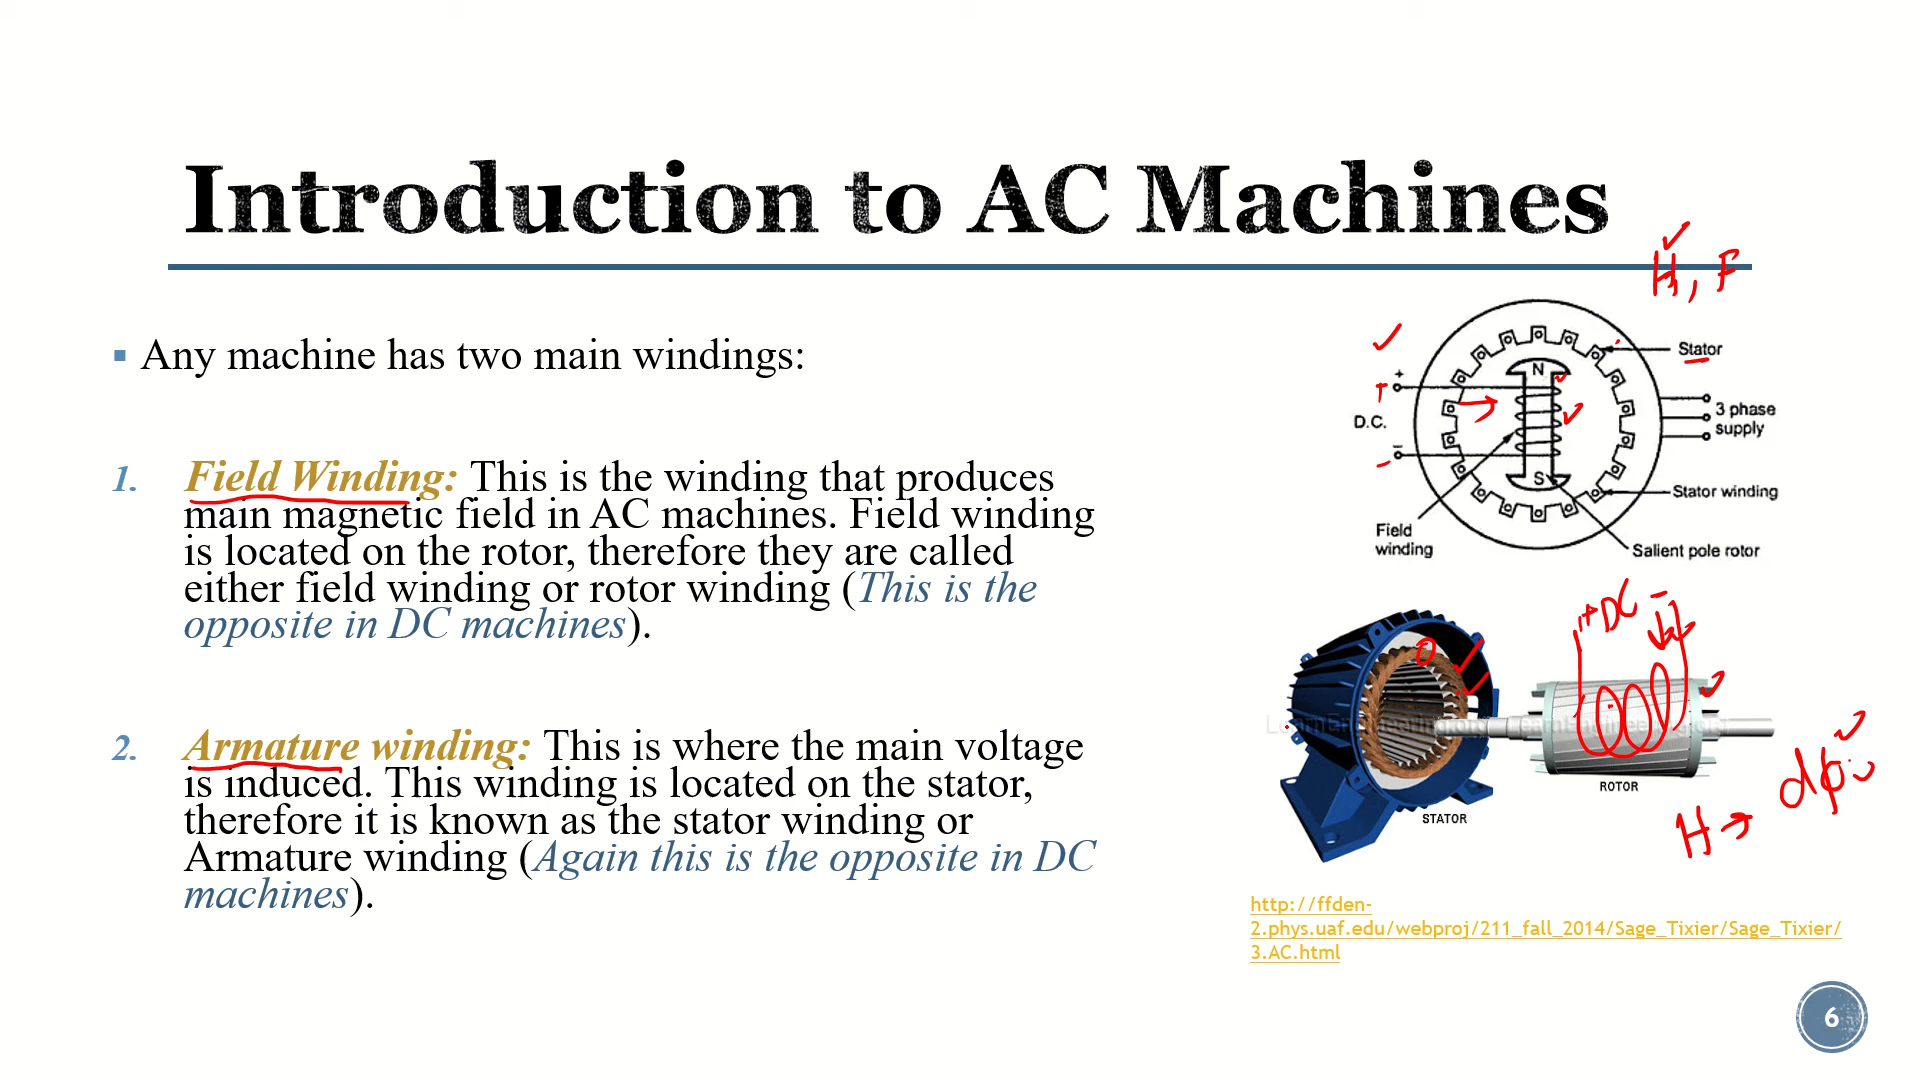 Introduction to AC Machines
H, F
▪ Any machine has two main windings:
1. Field Winding: This is the winding that produces
main magnetic field in AC machines. Field winding
is located on the rotor, therefore they are called
either field winding or rotor winding (This is the
opposite in DC machines).
2. Armature winding: This is where the main voltage
is induced. This winding is located on the stator,
therefore it is known as the stator winding or
Armature winding (Again this is the opposite in DC
machines).
Stator
N
+
+
D.C.
3 phase
supply
–
–
S
Stator winding
Field
winding
Salient pole rotor
+ DC –
LearnEngineering.org
LearnEngineering.org
ROTOR
STATOR
H → dϕ
http://ffden-
2.phys.uaf.edu/webproj/211_fall_2014/Sage_Tixier/Sage_Tixier/
3.AC.html
6